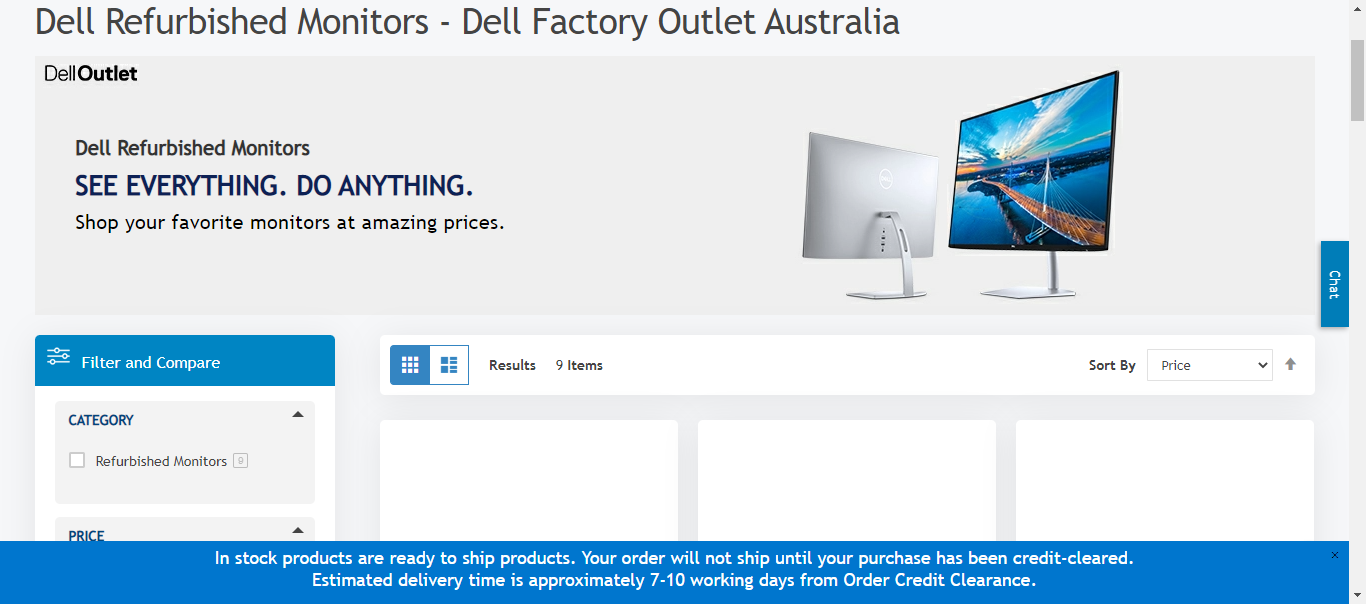 Dell Refurbished Monitors - Dell Factory Outlet Australia
DellOutlet
Dell Refurbished Monitors
SEE EVERYTHING. DO ANYTHING.
Shop your favorite monitors at amazing prices.
Chat
Filter and Compare
Results 9 Items
Sort By Price
CATEGORY
Refurbished Monitors 9
PRICE
In stock products are ready to ship products. Your order will not ship until your purchase has been credit-cleared.
Estimated delivery time is approximately 7-10 working days from Order Credit Clearance.